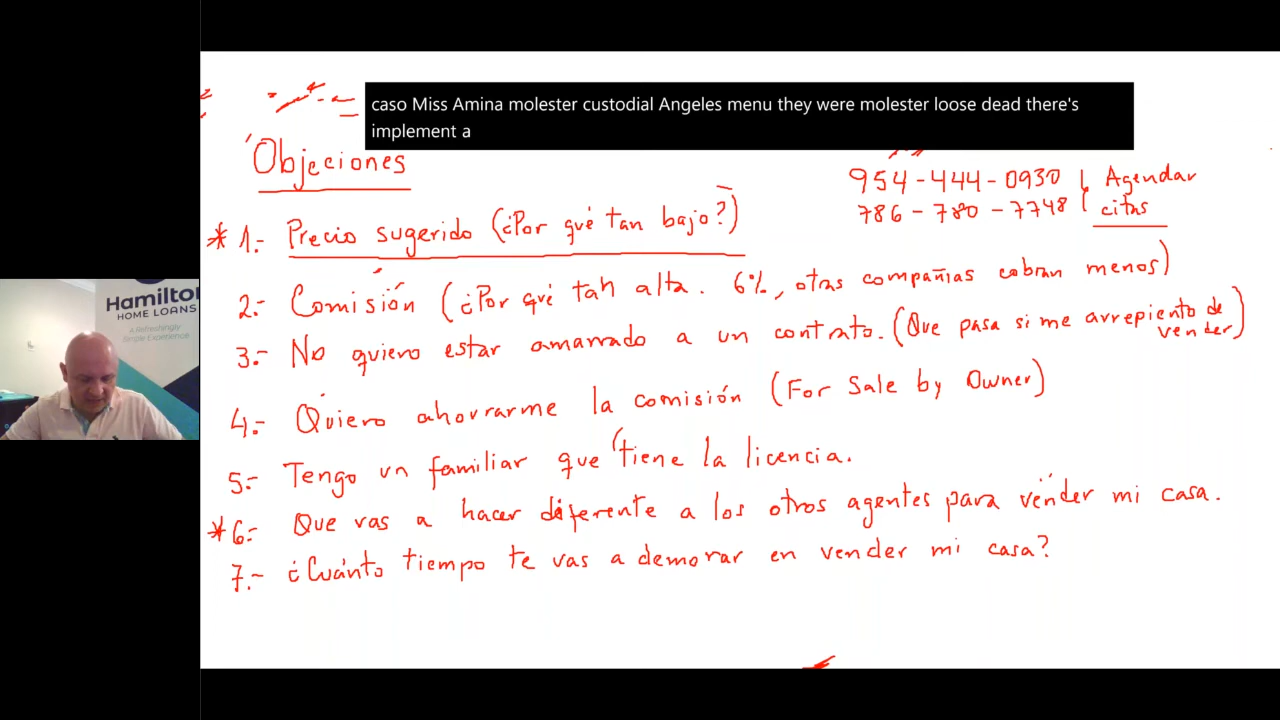 caso Miss Amina molester custodial Angeles menu they were molester loose dead there's
implement a
Objeciones
954-444-0930 | Agendar
786-780-7748 | citas
* 1.- Precio sugerido (¿Por qué tan bajo?)
2.- Comisión (¿Por qué tan alta. 6%, otras compañias cobran menos)
3.- No quiero estar amarrado a un contrato. (Que pasa si me arrepiento de
vender)
4.- Quiero ahorrarme la comisión (For Sale by Owner)
5.- Tengo un familiar que tiene la licencia.
* 6.- Que vas a hacer diferente a los otros agentes para vender mi casa.
7.- ¿Cuánto tiempo te vas a demorar en vender mi casa?
Hamilton
HOME LOANS
A Refreshingly
Simple Experience